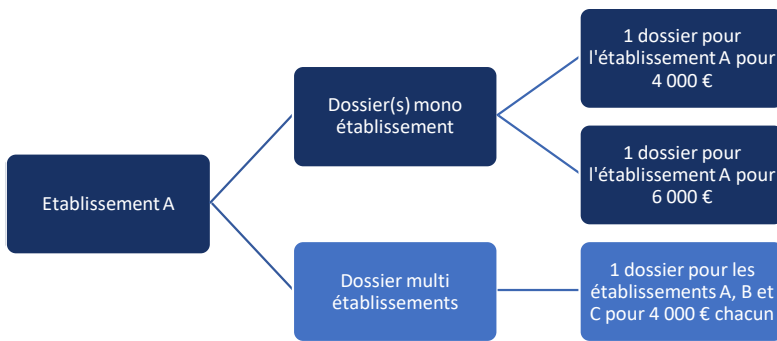 Etablissement A
Dossier(s) mono
établissement
1 dossier pour
l'établissement A pour
4 000 €
1 dossier pour
l'établissement A pour
6 000 €
Dossier multi
établissements
1 dossier pour les
établissements A, B et
C pour 4 000 € chacun